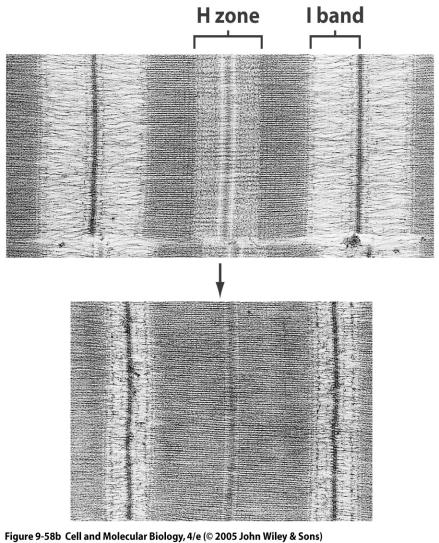 H zone I band
Figure 9-58b Cell and Molecular Biology, 4/e (© 2005 John Wiley & Sons)